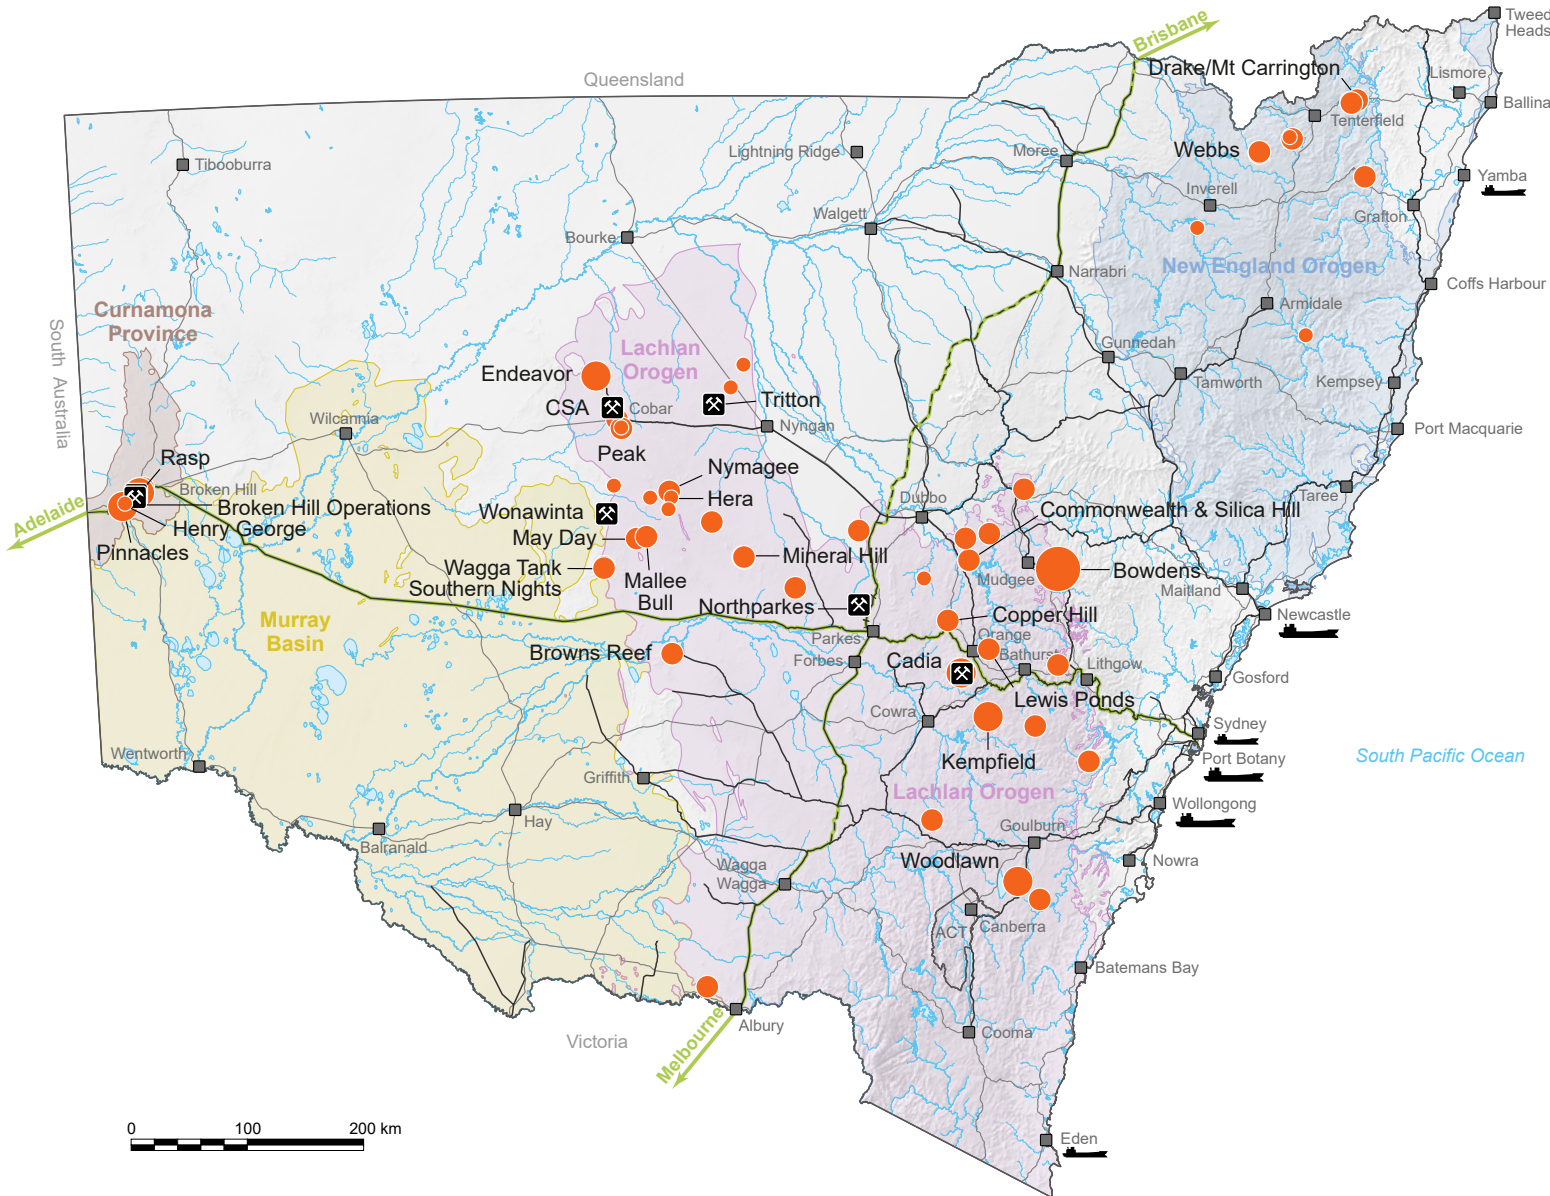 Tweed
Heads
Brisbane
Queensland
Drake/Mt Carrington
Lismore
Ballina
Tenterfield
Lightning Ridge
Moree
Webbs
Tibooburra
Yamba
Inverell
Grafton
Walgett
Bourke
Narrabri
New England Orogen
Coffs Harbour
Curnamona
Province
Armidale
South Australia
Lachlan
Orogen
Gunnedah
Endeavor
Tamworth
Kempsey
CSA
Cobar
Tritton
Wilcannia
Nyngan
Port Macquarie
Peak
Rasp
Nymagee
Broken Hill
Hera
Dubbo
Taree
Adelaide
Broken Hill Operations
Wonawinta
Commonwealth & Silica Hill
Henry George
May Day
Pinnacles
Mineral Hill
Wagga Tank
Southern Nights
Mallee
Bull
Mudgee
Bowdens
Maitland
Northparkes
Newcastle
Murray
Basin
Copper Hill
Parkes
Orange
Browns Reef
Forbes
Cadia
Bathurst
Lithgow
Gosford
Lewis Ponds
Cowra
Sydney
Wentworth
Kempfield
Port Botany
South Pacific Ocean
Griffith
Lachlan Orogen
Wollongong
Hay
Goulburn
Balranald
Woodlawn
Nowra
Wagga
Wagga
ACT
Canberra
Batemans Bay
Melbourne
Albury
Victoria
Cooma
0 100 200 km
Eden